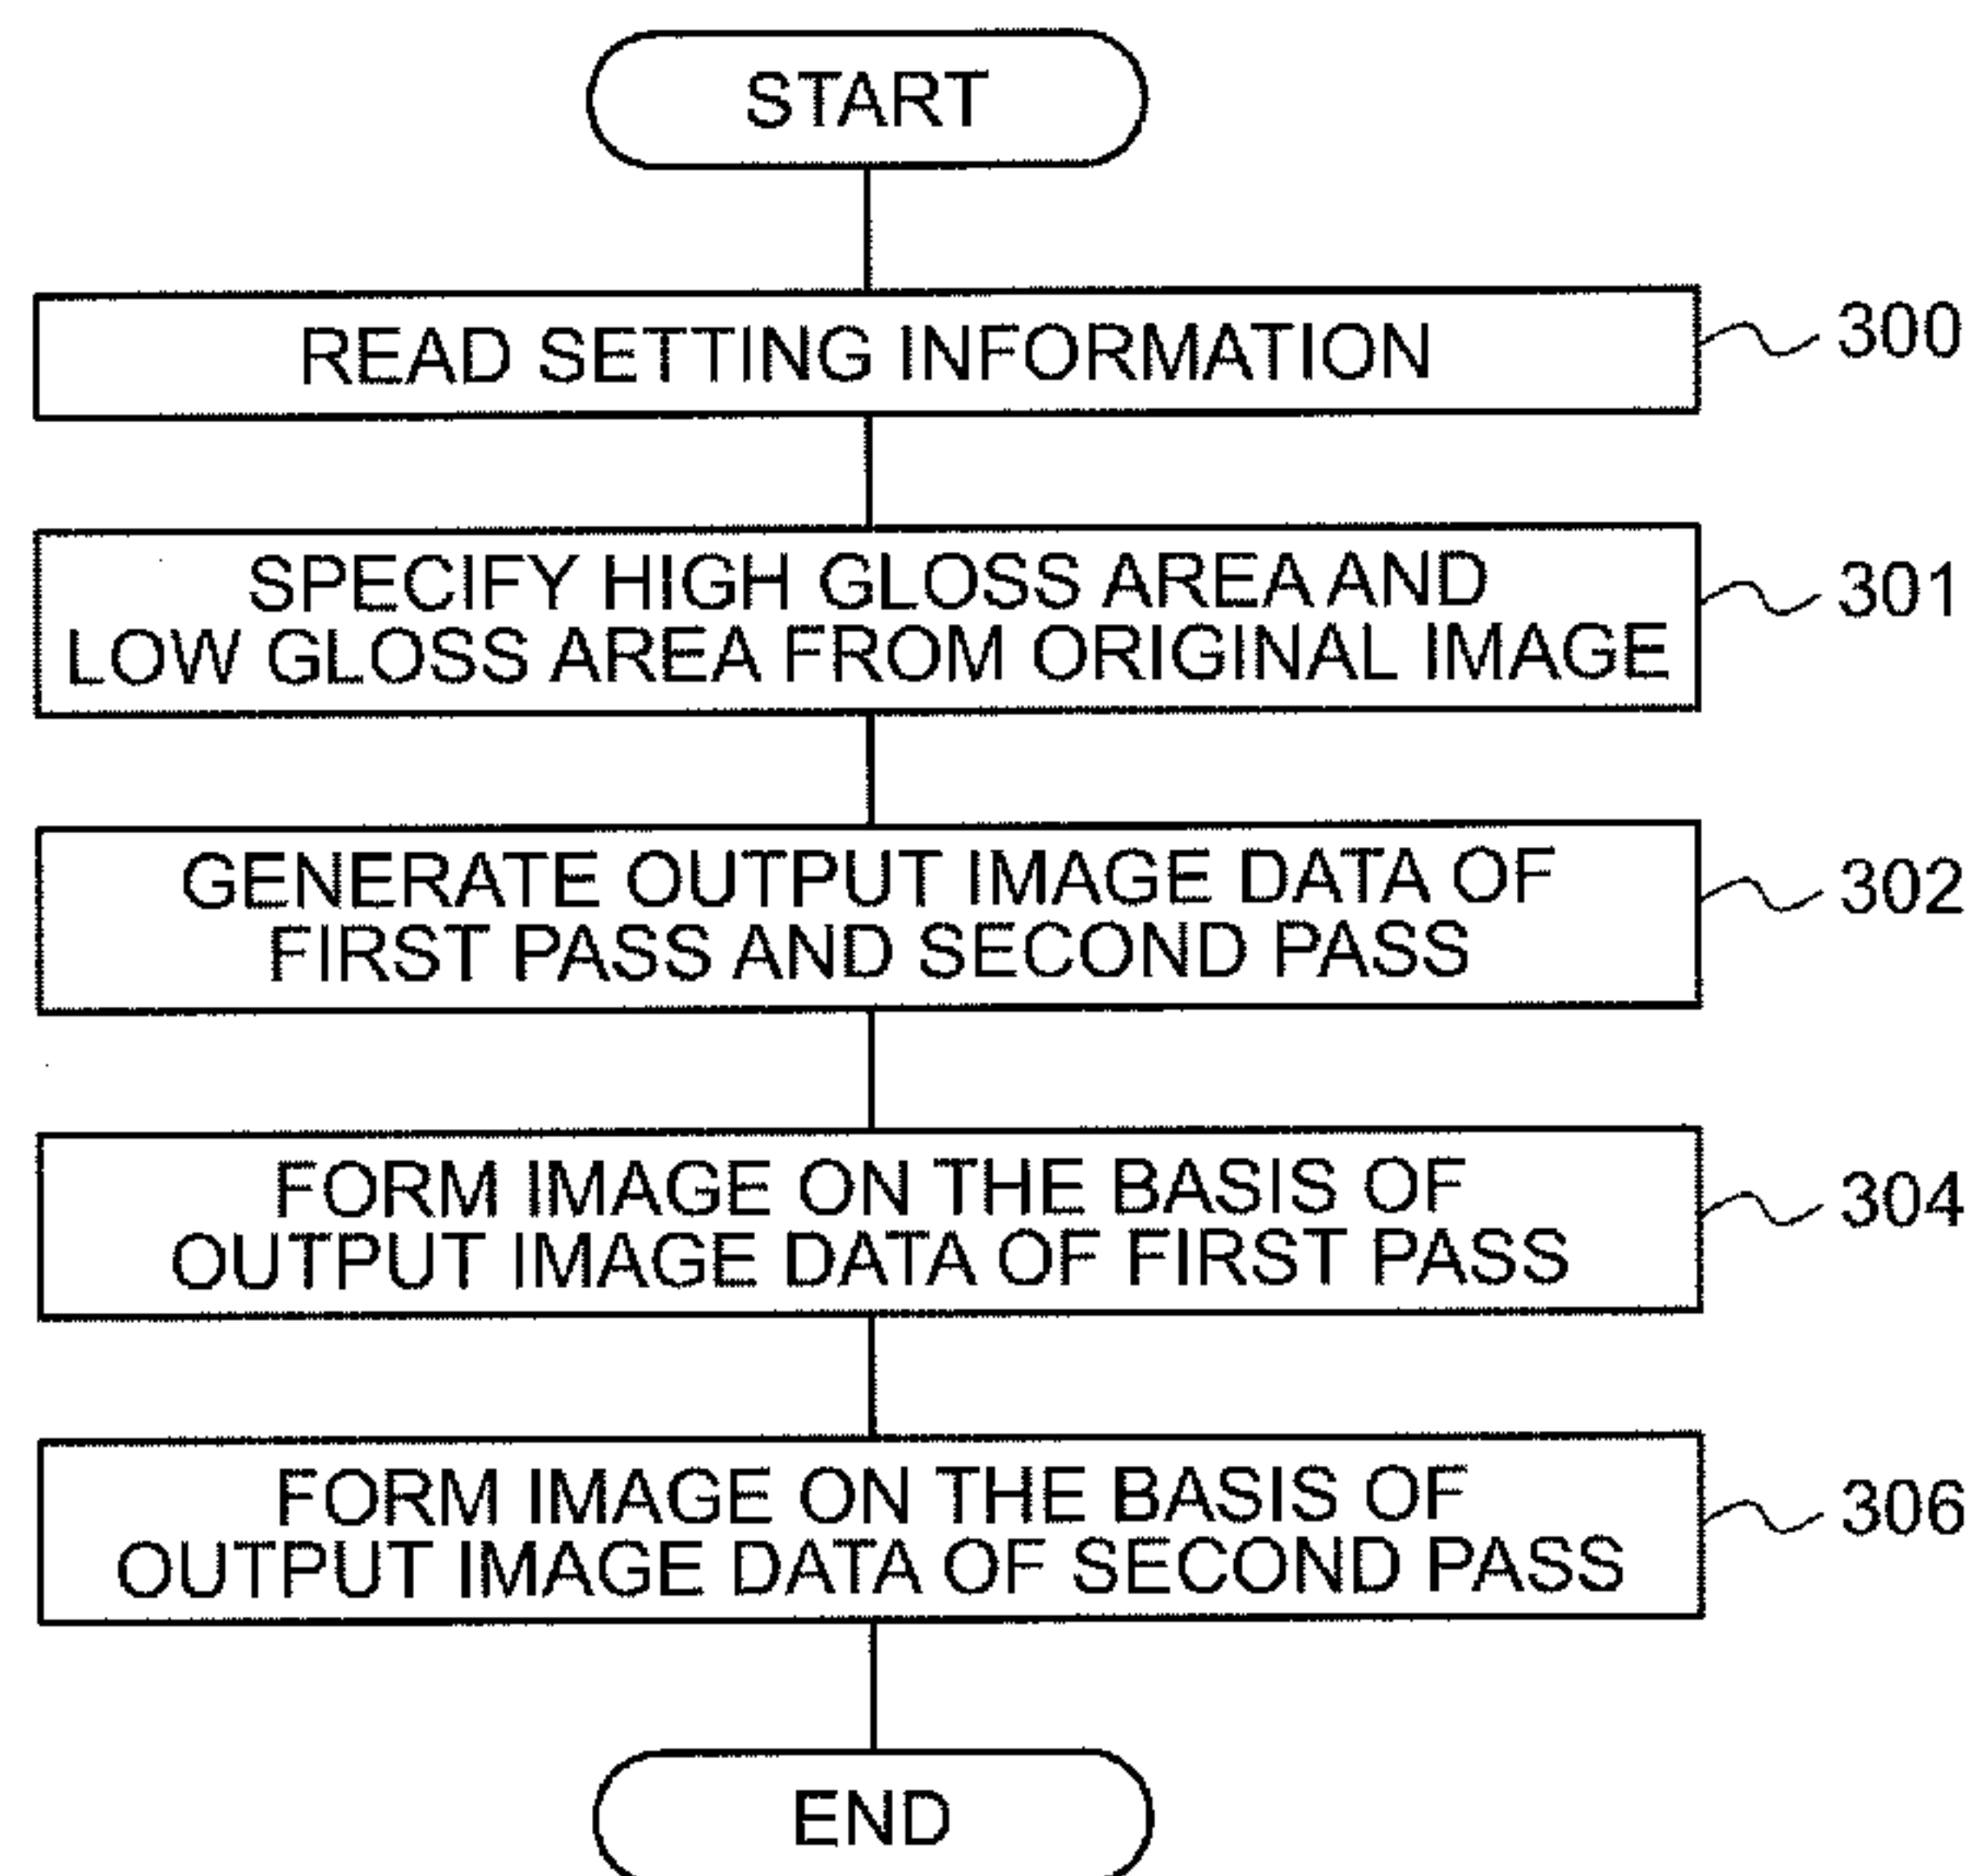 START
READ SETTING INFORMATION
300
SPECIFY HIGH GLOSS AREA AND
LOW GLOSS AREA FROM ORIGINAL IMAGE
301
GENERATE OUTPUT IMAGE DATA OF
FIRST PASS AND SECOND PASS
302
FORM IMAGE ON THE BASIS OF
OUTPUT IMAGE DATA OF FIRST PASS
304
FORM IMAGE ON THE BASIS OF
OUTPUT IMAGE DATA OF SECOND PASS
306
END